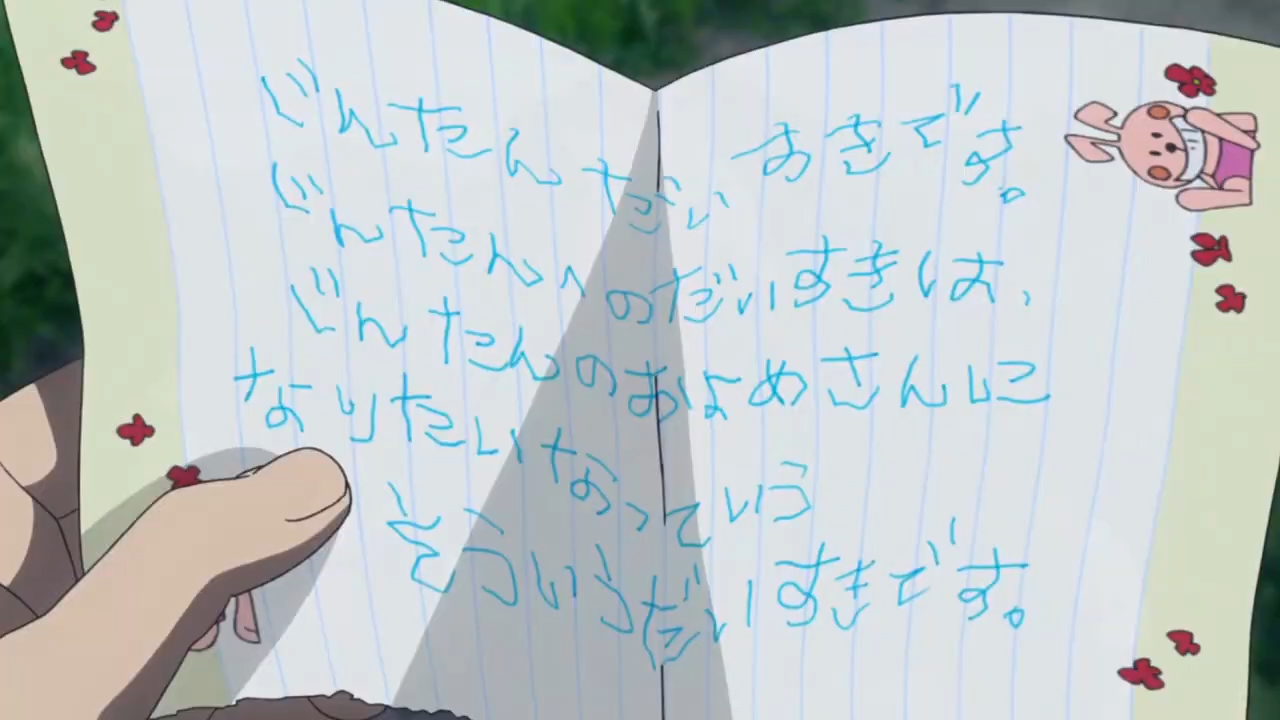 じんたん だいすきです。
じんたんへのだいすきは、
じんたんのおよめさんに
なりたいなっていう
そういうだいすきです。